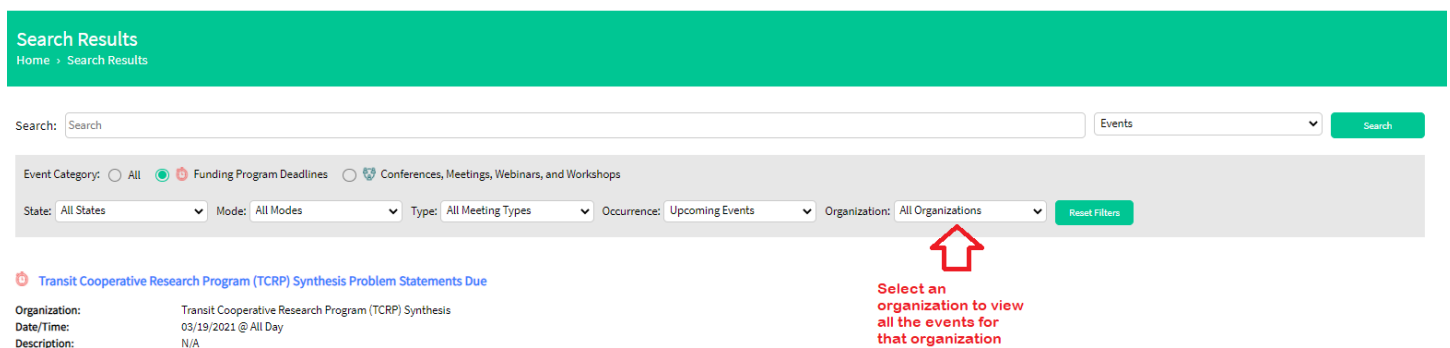 Search Results
Home › Search Results
Search: Search Events Search
Event Category: All Funding Program Deadlines Conferences, Meetings, Webinars, and Workshops
State: All States Mode: All Modes Type: All Meeting Types Occurrence: Upcoming Events Organization: All Organizations Reset Filters
Transit Cooperative Research Program (TCRP) Synthesis Problem Statements Due
Organization: Transit Cooperative Research Program (TCRP) Synthesis
Date/Time: 03/19/2021 @ All Day
Description: N/A
Select an
organization to view
all the events for
that organization